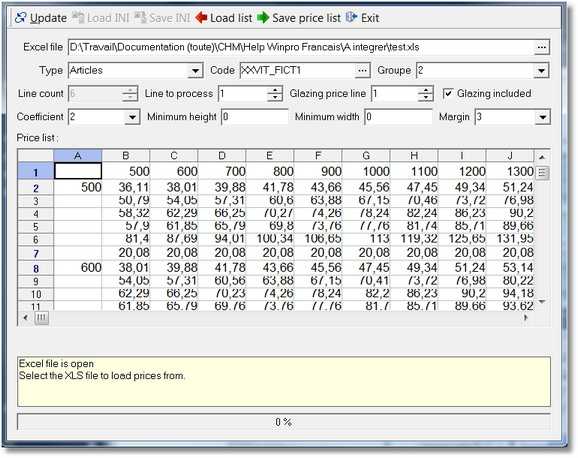 Update Load INI Save INI Load list Save price list Exit
Excel file D:\Travail\Documentation (toute)\CHM\Help Winpro Francais\A integrer\test.xls ...
Type Articles Code XXVIT_FICT1 ... Groupe 2
Line count 6 Line to process 1 Glazing price line 1 Glazing included
Coefficient 2 Minimum height 0 Minimum width 0 Margin 3
Price list :
A B C D E F G H I J
1 500 600 700 800 900 1000 1100 1200 1300
2 500 36,11 38,01 39,88 41,78 43,66 45,56 47,45 49,34 51,24
3 50,79 54,05 57,31 60,6 63,88 67,15 70,46 73,72 76,98
4 58,32 62,29 66,25 70,27 74,26 78,24 82,24 86,23 90,2
5 57,9 61,85 65,79 69,8 73,76 77,76 81,74 85,71 89,66
6 81,4 87,69 94,01 100,34 106,65 113 119,32 125,65 131,95
7 20,08 20,08 20,08 20,08 20,08 20,08 20,08 20,08 20,08
8 600 38,01 39,88 41,78 43,66 45,56 47,45 49,34 51,24 53,14
9 54,05 57,31 60,56 63,88 67,15 70,41 73,72 76,98 80,22
10 62,29 66,25 70,23 74,26 78,24 82,2 86,23 90,2 94,18
11 61,85 65,79 69,76 73,76 77,76 81,7 85,71 89,66 93,62
Excel file is open
Select the XLS file to load prices from.
0 %